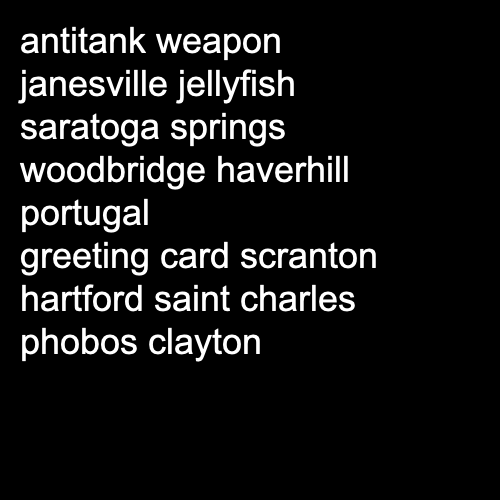 antitank weapon
janesville jellyfish
saratoga springs
woodbridge haverhill
portugal
greeting card scranton
hartford saint charles
phobos clayton